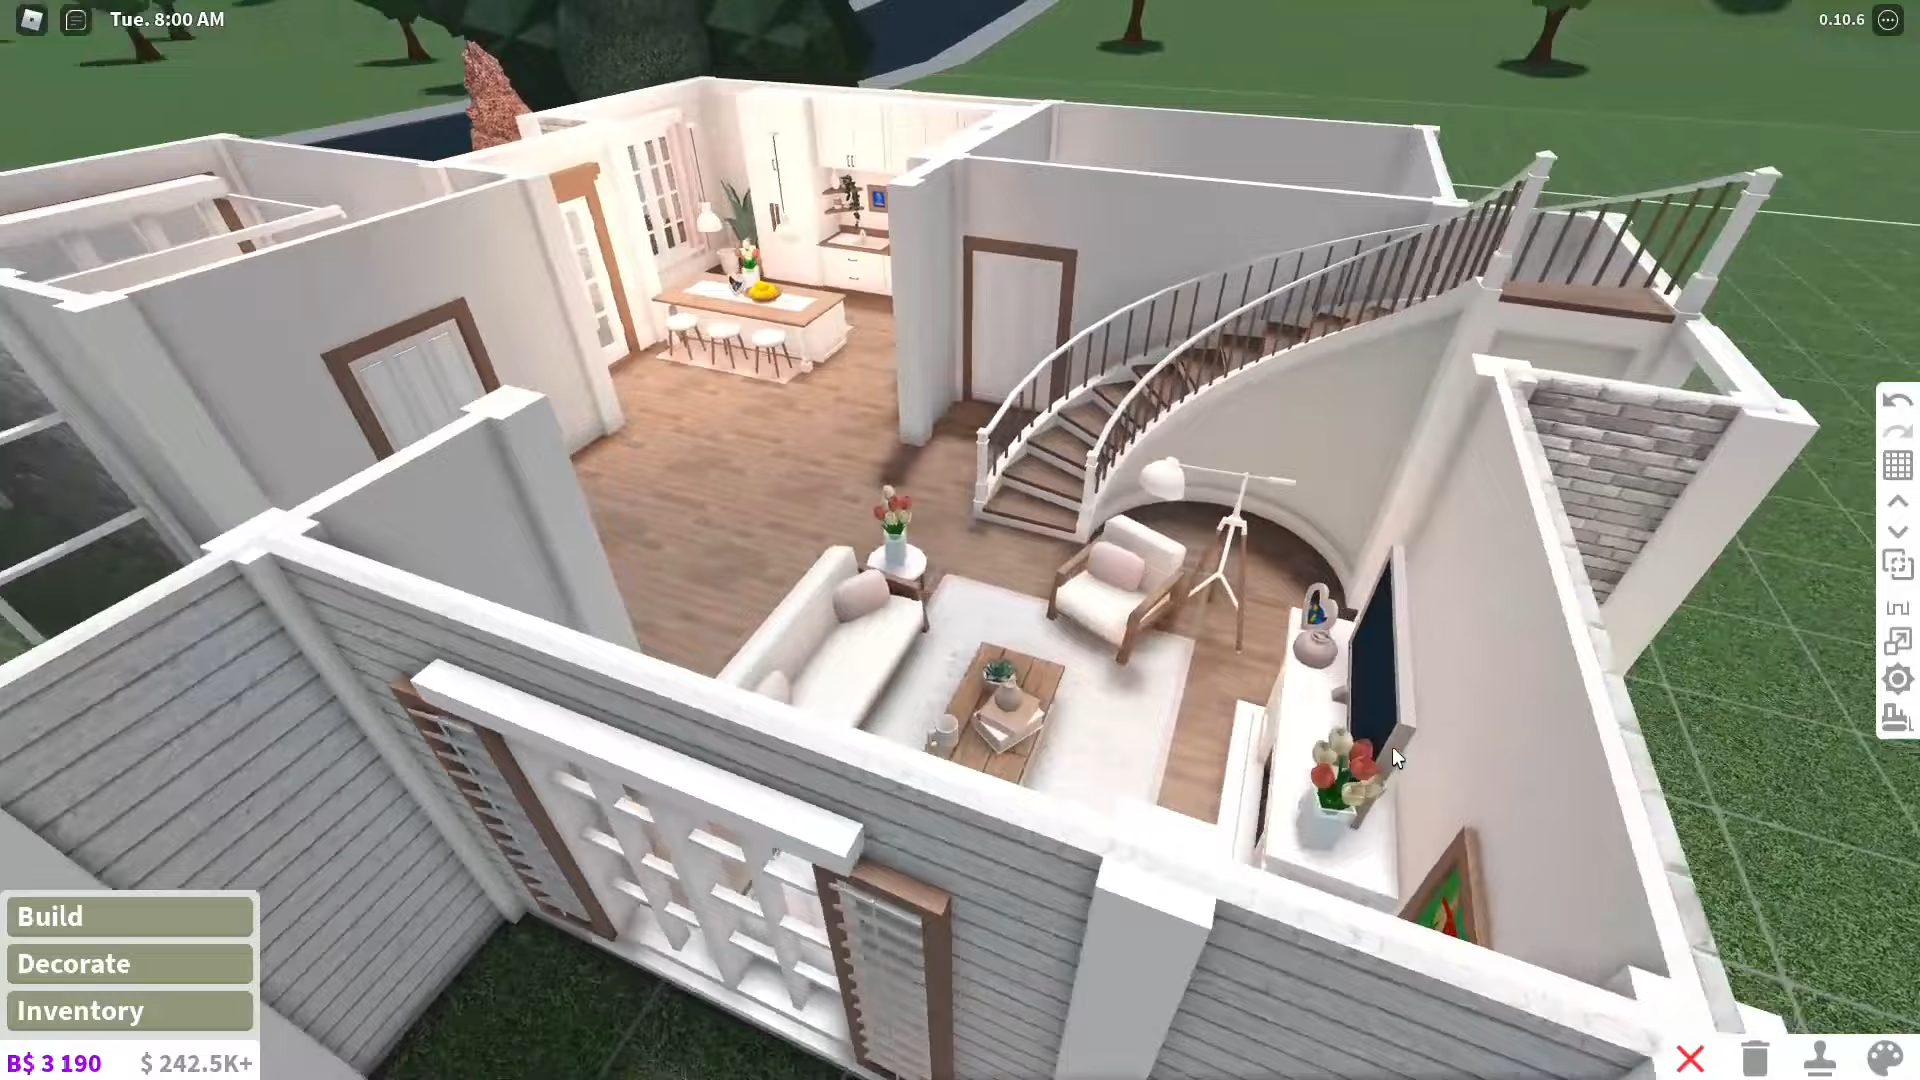 Tue. 8:00 AM
0.10.6
Build
Decorate
Inventory
B$ 3 190
$ 242.5K+